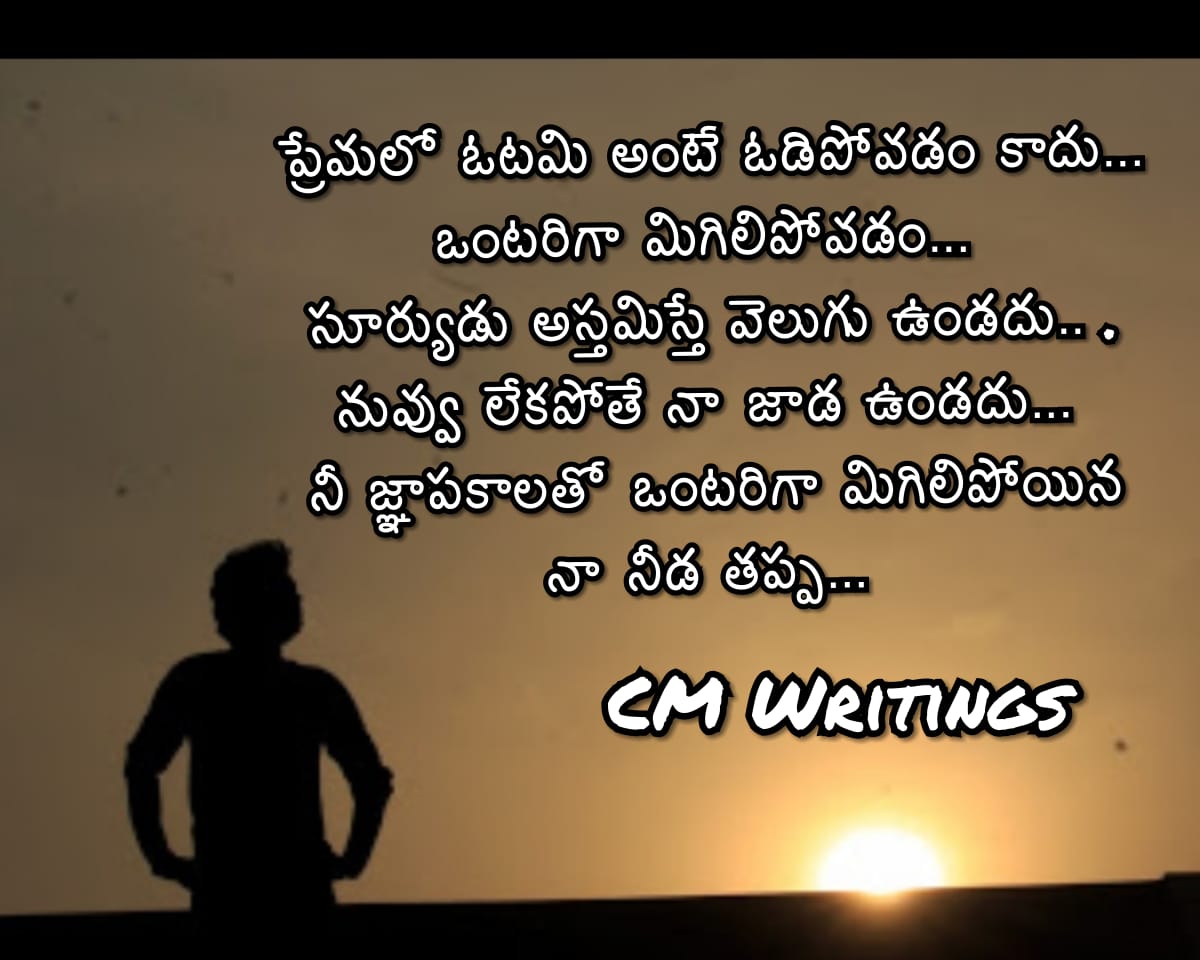 ప్రేమలో ఓటమి అంటే ఓడిపోవడం కాదు...
ఒంటరిగా మిగిలిపోవడం...
సూర్యుడు అస్తమిస్తే వెలుగు ఉండదు.. .
నువ్వు లేకపోతే నా జాడ ఉండదు...
నీ జ్ఞాపకాలతో ఒంటరిగా మిగిలిపోయిన
నా నీడ తప్ప...
CM WRITINGS